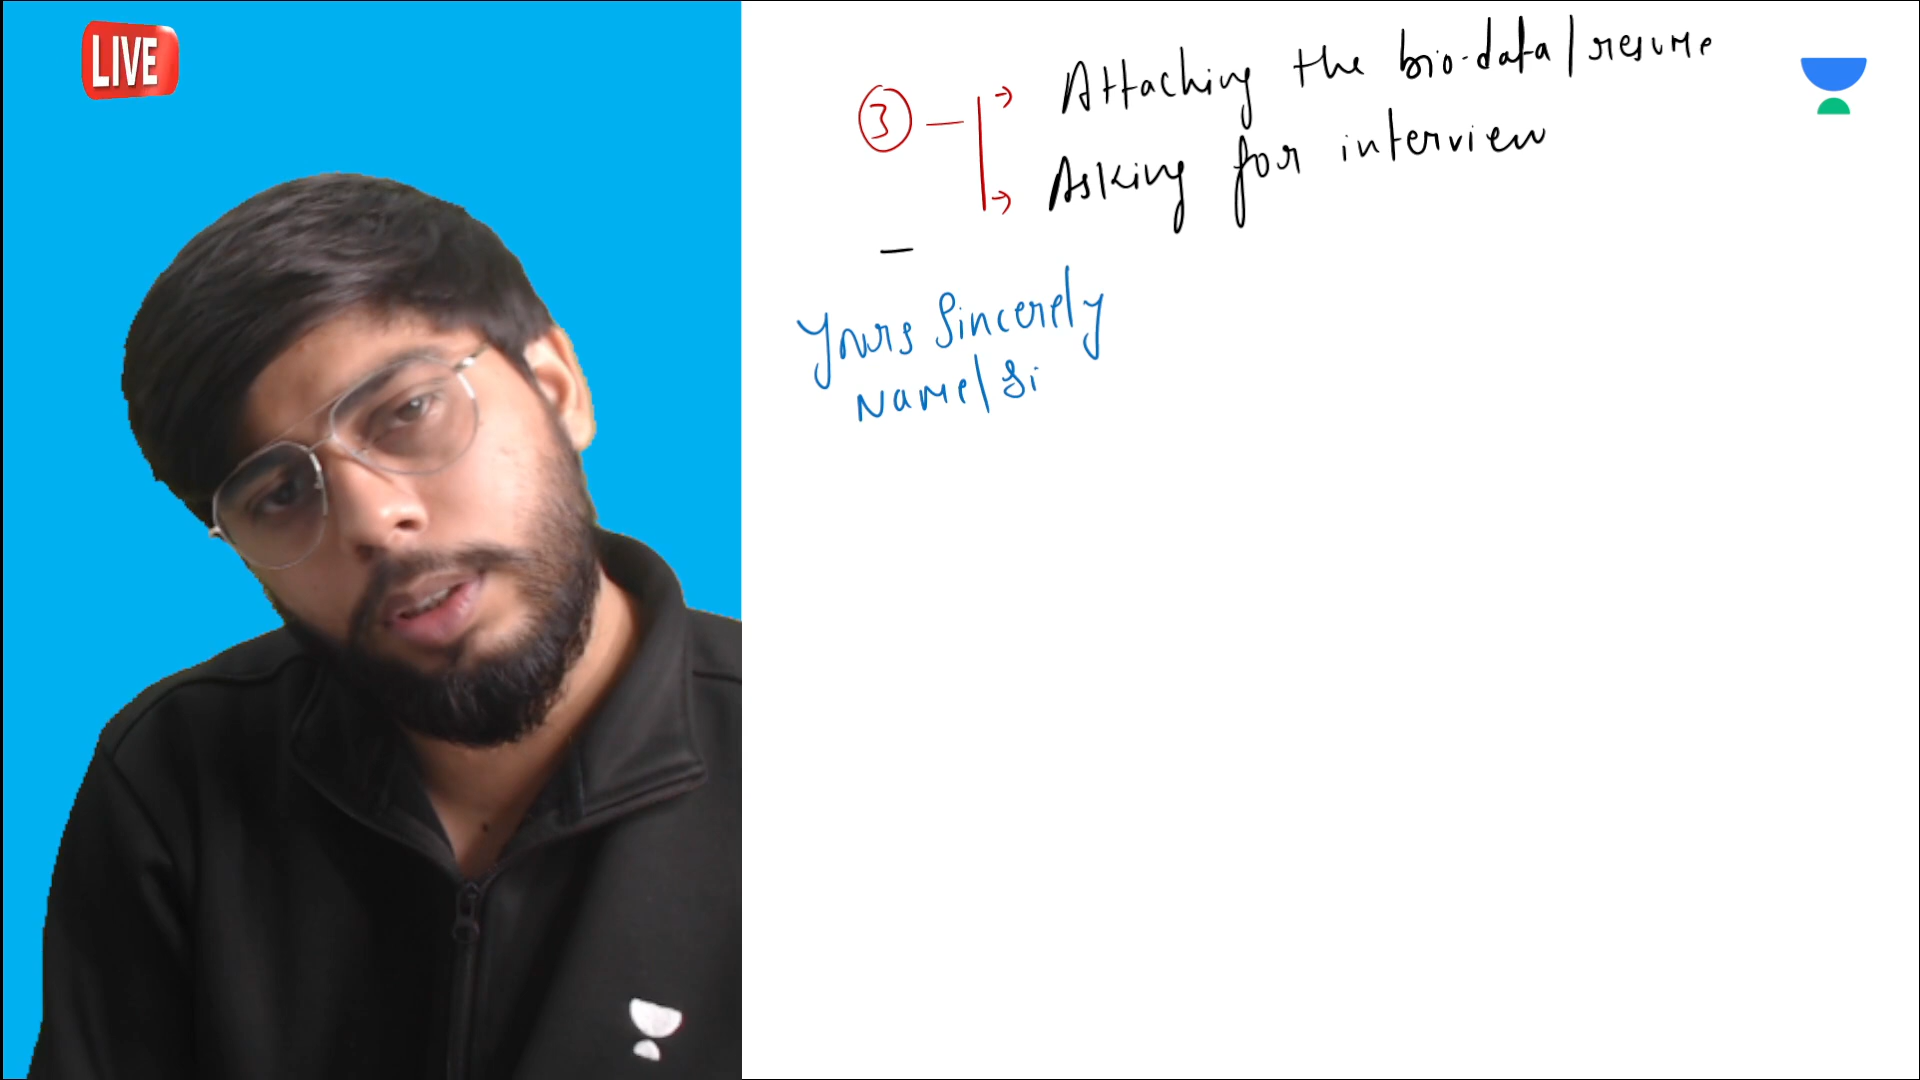 LIVE
③ → Attaching the bio-data/resume
→ Asking for interview
—
Yours Sincerely
Name/Si